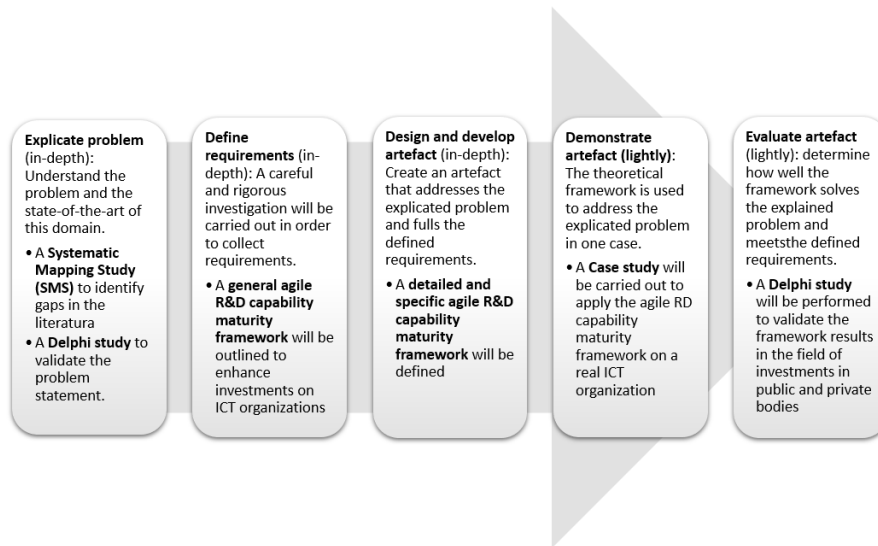 Explicate problem
(in-depth):
Understand the
problem and the
state-of-the-art of
this domain.
• A Systematic
Mapping Study
(SMS) to identify
gaps in the
literatura
• A Delphi study to
validate the
problem
statement.
Define
requirements (in-
depth): A careful
and rigorous
investigation will be
carried out in order
to collect
requirements.
• A general agile
R&D capability
maturity
framework will be
outlined to
enhance
investments on
ICT organizations
Design and develop
artefact (in-depth):
Create an artefact
that addresses the
explicated problem
and fulls the
defined
requirements.
• A detailed and
specific agile R&D
capability
maturity
framework will be
defined
Demonstrate
artefact (lightly):
The theoretical
framework is used
to address the
explicated problem
in one case.
• A Case study will
be carried out to
apply the agile RD
capability
maturity
framework on a
real ICT
organization
Evaluate artefact
(lightly): determine
how well the
framework solves
the explained
problem and
meetsthe defined
requirements.
• A Delphi study
will be performed
to validate the
framework results
in the field of
investments in
public and private
bodies